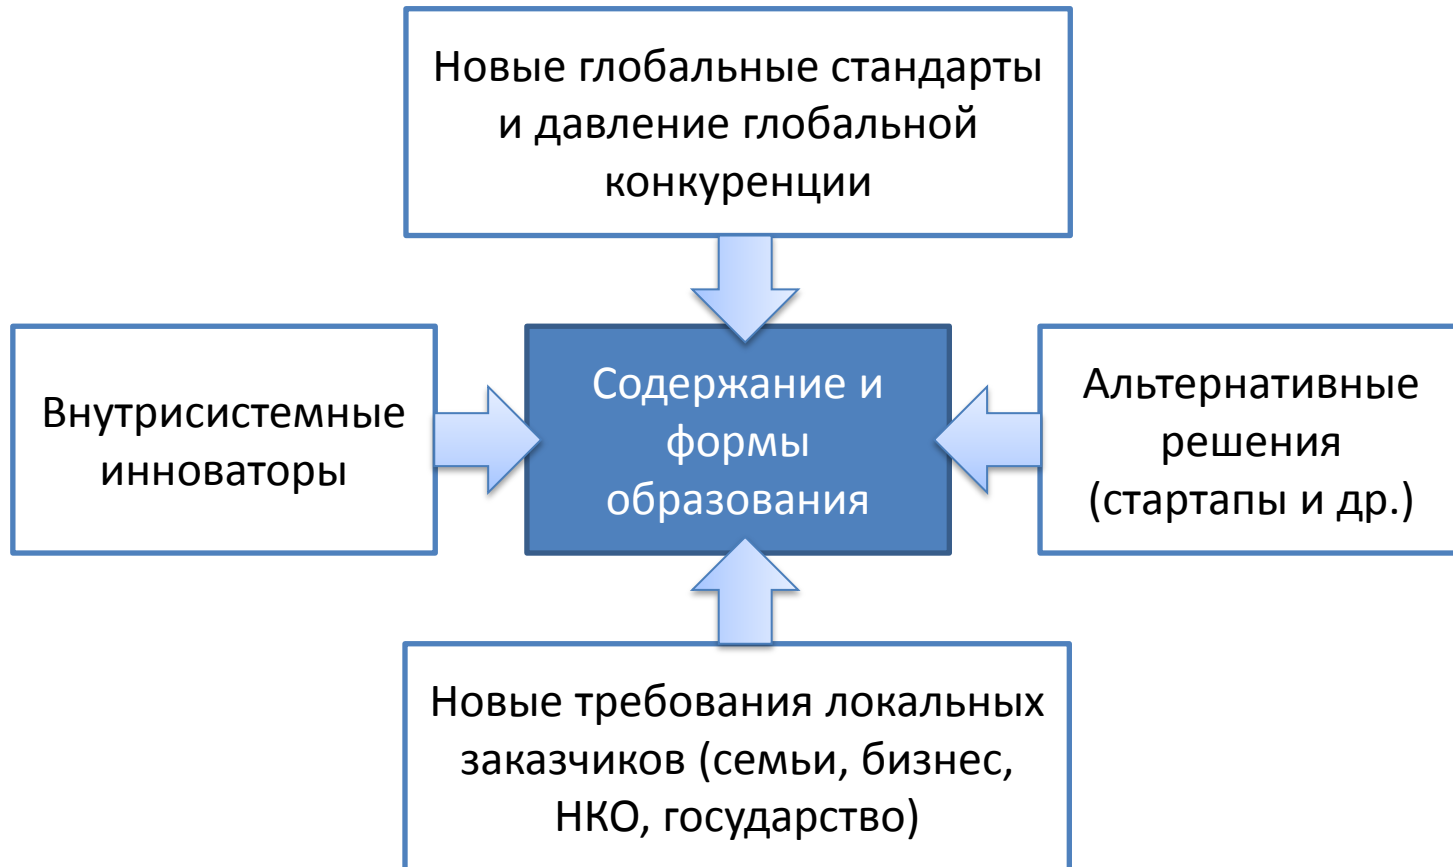 Новые глобальные стандарты
и давление глобальной
конкуренции
Внутрисистемные
инноваторы
Содержание и
формы
образования
Альтернативные
решения
(стартапы и др.)
Новые требования локальных
заказчиков (семьи, бизнес,
НКО, государство)